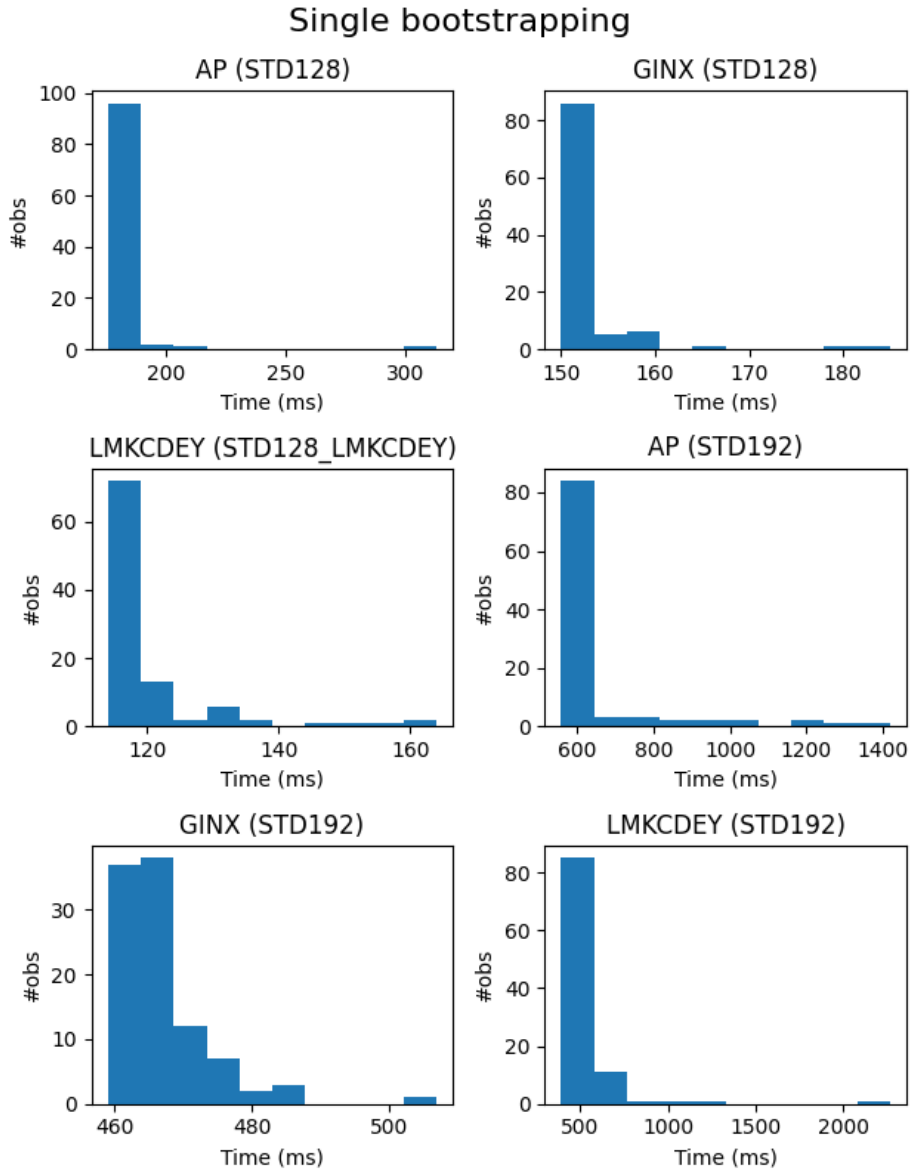 Single bootstrapping
AP (STD128)
100
80
60
40
20
0
#obs
200
250
300
Time (ms)
GINX (STD128)
80
60
40
20
0
#obs
150
160
170
180
Time (ms)
LMKCDEY (STD128_LMKCDEY)
60
40
20
0
#obs
120
140
160
Time (ms)
AP (STD192)
80
60
40
20
0
#obs
600
800
1000
1200
1400
Time (ms)
GINX (STD192)
30
20
10
0
#obs
460
480
500
Time (ms)
LMKCDEY (STD192)
80
60
40
20
0
#obs
500
1000
1500
2000
Time (ms)